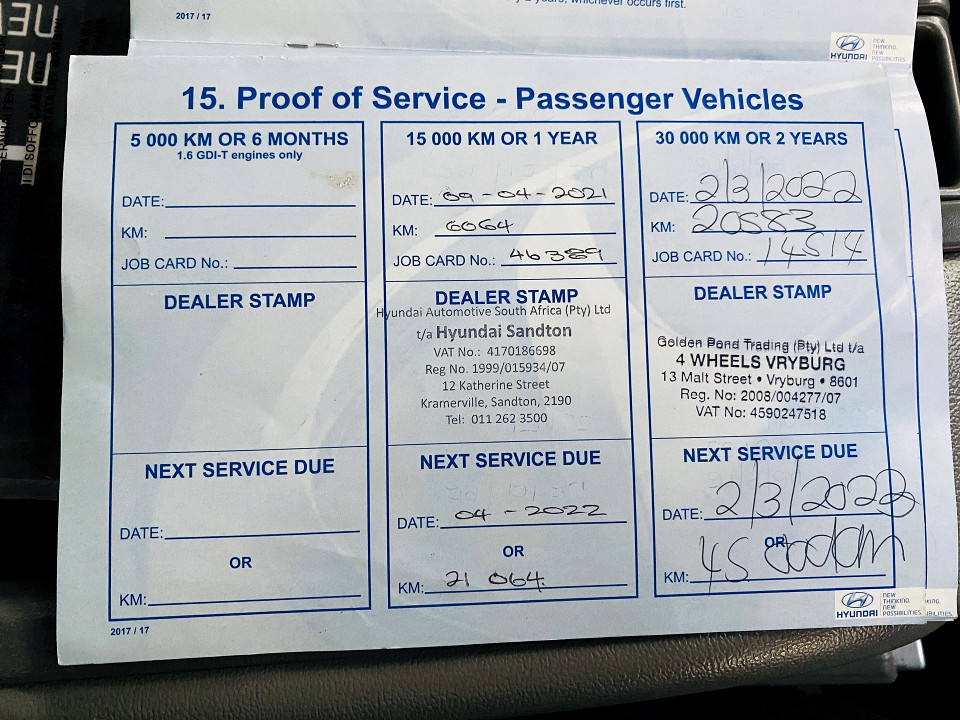 2017 / 17
years, whichever occurs first.
HYUNDAI
NEW
THINKING.
NEW
POSSIBILITIES.
15. Proof of Service - Passenger Vehicles
5 000 KM OR 6 MONTHS
1.6 GDI-T engines only
DATE:
KM:
JOB CARD No.:
DEALER STAMP
NEXT SERVICE DUE
DATE:
OR
KM:
15 000 KM OR 1 YEAR
DATE: 09-04-2021
KM: 6064
JOB CARD No.: 46389
DEALER STAMP
Hyundai Automotive South Africa (Pty) Ltd
t/a Hyundai Sandton
VAT No.: 4170186698
Reg No. 1999/015934/07
12 Katherine Street
Kramerville, Sandton, 2190
Tel: 011 262 3500
NEXT SERVICE DUE
DATE: 04-2022
OR
KM: 21 064
30 000 KM OR 2 YEARS
DATE: 2/3/2022
KM: 20583
JOB CARD No.: 14514
DEALER STAMP
Golden Pond Trading (Pty) Ltd t/a
4 WHEELS VRYBURG
13 Malt Street • Vryburg • 8601
Reg. No: 2008/004277/07
VAT No: 4590247518
NEXT SERVICE DUE
DATE: 2/3/2023
OR
KM: 45 000km
2017 / 17
HYUNDAI
NEW
THINKING.
NEW
POSSIBILITIES.